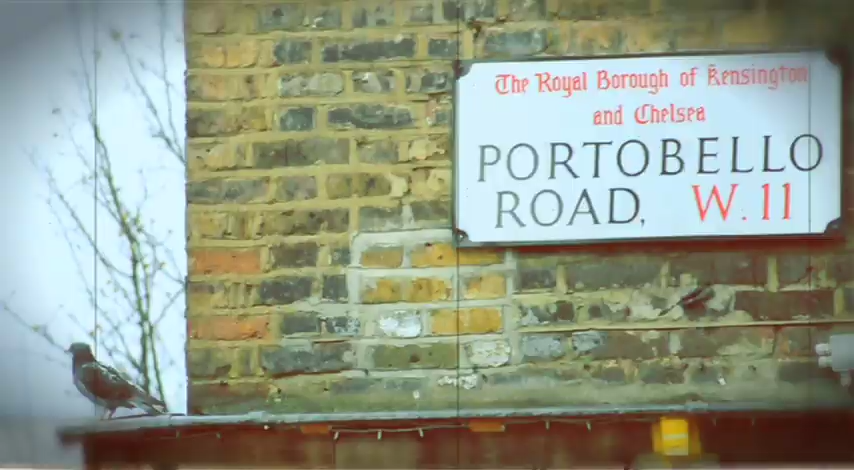 The Royal Borough of Kensington
and Chelsea
PORTOBELLO
ROAD, W.11